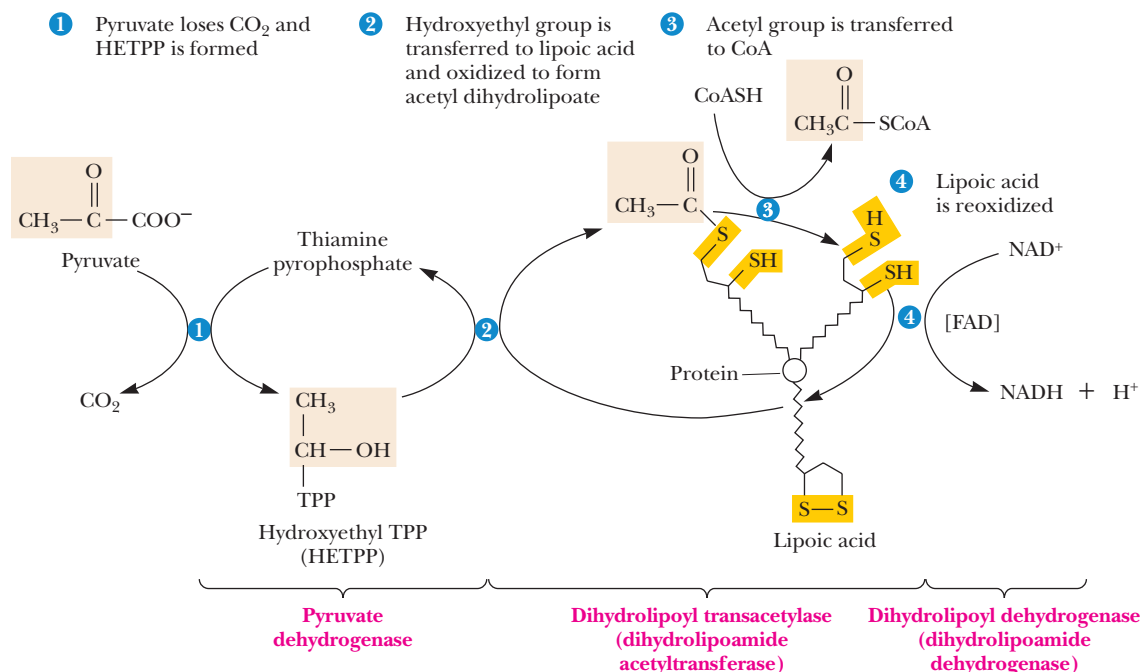 1 Pyruvate loses CO₂ and
HETPP is formed
2 Hydroxyethyl group is
transferred to lipoic acid
and oxidized to form
acetyl dihydrolipoate
3 Acetyl group is transferred
to CoA
CoASH
O
CH₃C—SCoA
O
CH₃—C—COO⁻
Pyruvate
O
CH₃—C
S
SH
3
4 Lipoic acid
is reoxidized
H
S
SH
NAD⁺
Thiamine
pyrophosphate
1
2
4
[FAD]
Protein
CO₂
NADH + H⁺
CH₃
CH—OH
TPP
Hydroxyethyl TPP
(HETPP)
S—S
Lipoic acid
Pyruvate
dehydrogenase
Dihydrolipoyl transacetylase
(dihydrolipoamide
acetyltransferase)
Dihydrolipoyl dehydrogenase
(dihydrolipoamide
dehydrogenase)